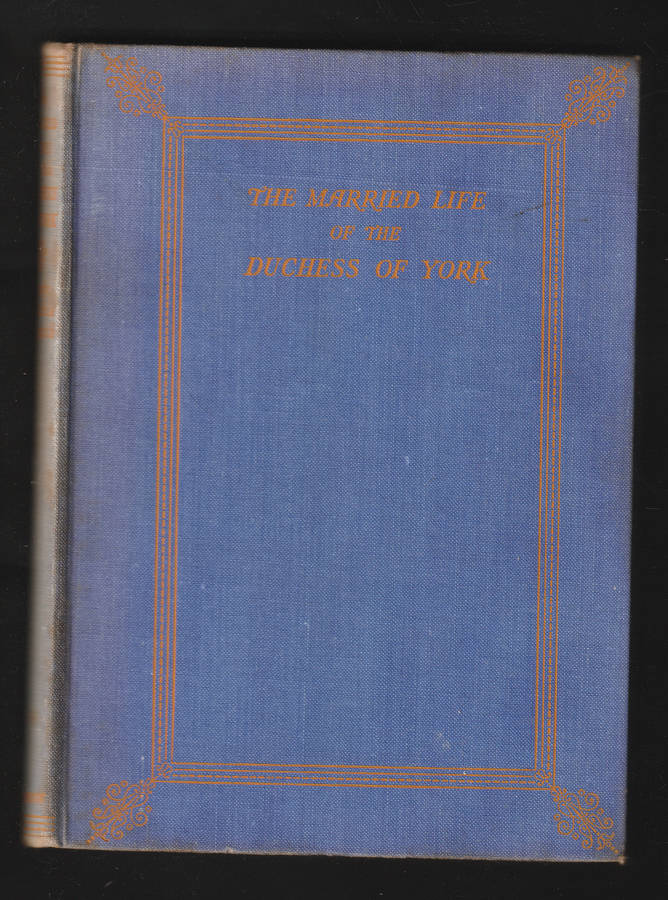 THE MARRIED LIFE
OF THE
DUCHESS OF YORK